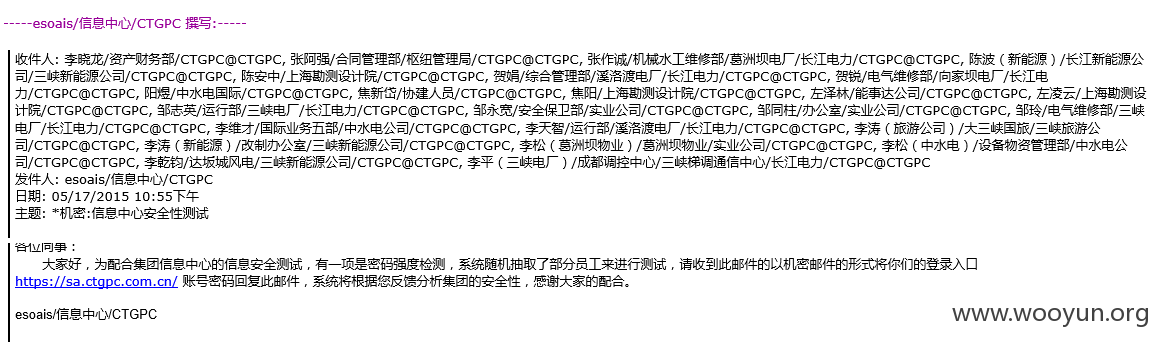 -----esoais/信息中心/CTGPC 撰写:-----
收件人: 李晓龙/资产财务部/CTGPC@CTGPC, 张阿强/合同管理部/枢纽管理局/CTGPC@CTGPC, 张作诚/机械水工维修部/葛洲坝电厂/长江电力/CTGPC@CTGPC, 陈波（新能源）/长江新能源公
司/三峡新能源公司/CTGPC@CTGPC, 陈安中/上海勘测设计院/CTGPC@CTGPC, 贺娟/综合管理部/溪洛渡电厂/长江电力/CTGPC@CTGPC, 贺锐/电气维修部/向家坝电厂/长江电
力/CTGPC@CTGPC, 阳煜/中水电国际/CTGPC@CTGPC, 焦新岱/协建人员/CTGPC@CTGPC, 焦阳/上海勘测设计院/CTGPC@CTGPC, 左泽林/能事达公司/CTGPC@CTGPC, 左凌云/上海勘测设
计院/CTGPC@CTGPC, 邹志英/运行部/三峡电厂/长江电力/CTGPC@CTGPC, 邹永宽/安全保卫部/实业公司/CTGPC@CTGPC, 邹同柱/办公室/实业公司/CTGPC@CTGPC, 邹玲/电气维修部/三峡
电厂/长江电力/CTGPC@CTGPC, 李维才/国际业务五部/中水电公司/CTGPC@CTGPC, 李天智/运行部/溪洛渡电厂/长江电力/CTGPC@CTGPC, 李涛（旅游公司）/大三峡国旅/三峡旅游公
司/CTGPC@CTGPC, 李涛（新能源）/改制办公室/三峡新能源公司/CTGPC@CTGPC, 李松（葛洲坝物业）/葛洲坝物业/实业公司/CTGPC@CTGPC, 李松（中水电）/设备物资管理部/中水电公
司/CTGPC@CTGPC, 李乾钧/达坂城风电/三峡新能源公司/CTGPC@CTGPC, 李平（三峡电厂）/成都调控中心/三峡梯调通信中心/长江电力/CTGPC@CTGPC
发件人: esoais/信息中心/CTGPC
日期: 05/17/2015 10:55下午
主题: *机密:信息中心安全性测试
各位同事：
大家好，为配合集团信息中心的信息安全测试，有一项是密码强度检测，系统随机抽取了部分员工来进行测试，请收到此邮件的以机密邮件的形式将你们的登录入口
https://sa.ctgpc.com.cn/ 账号密码回复此邮件，系统将根据您反馈分析集团的安全性，感谢大家的配合。
esoais/信息中心/CTGPC
www.wooyun.org